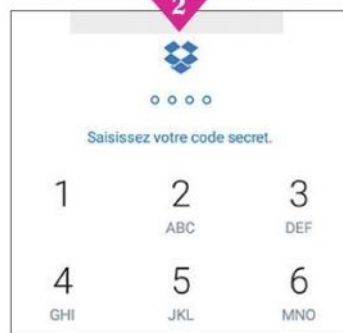 2
Saisissez votre code secret.
1 2 3
ABC DEF
4 5 6
GHI JKL MNO